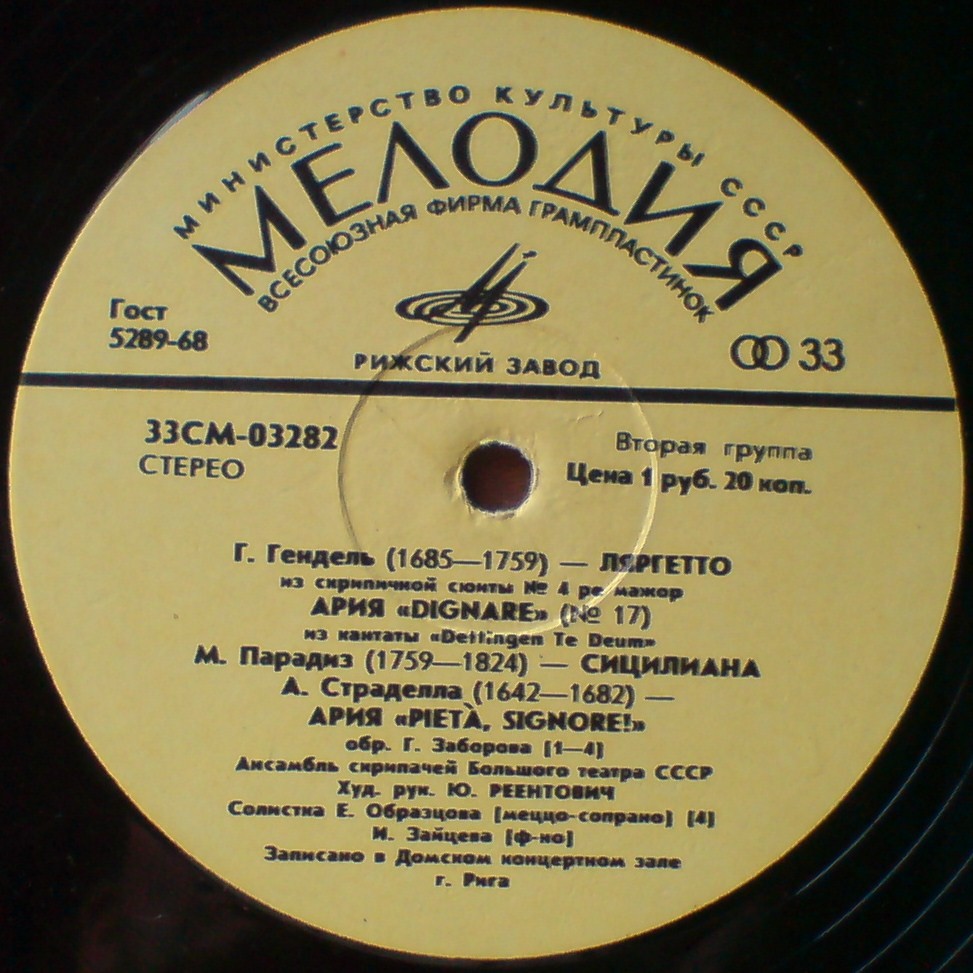 МИНИСТЕРСТВО КУЛЬТУРЫ СССР
МЕЛОДИЯ
ВСЕСОЮЗНАЯ ФИРМА ГРАМПЛАСТИНОК
Гост
5289-68
РИЖСКИЙ ЗАВОД
33
33СМ-03282
СТЕРЕО
Вторая группа
Цена 1 руб. 20 коп.
Г. Гендель (1685—1759) — ЛЯРГЕТТО
из скрипичной сюиты № 4 ре мажор
АРИЯ «DIGNARE» (№ 17)
из кантаты «Dettingen Te Deum»
М. Парадиз (1759—1824) — СИЦИЛИАНА
А. Страделла (1642—1682) —
АРИЯ «PIETÀ, SIGNORE!»
обр. Г. Заборова [1—4]
Ансамбль скрипачей Большого театра СССР
Худ. рук. Ю. РЕЕНТОВИЧ
Солистка Е. Образцова [меццо-сопрано] [4]
И. Зайцева [ф-но]
Записано в Домском концертном зале
г. Рига